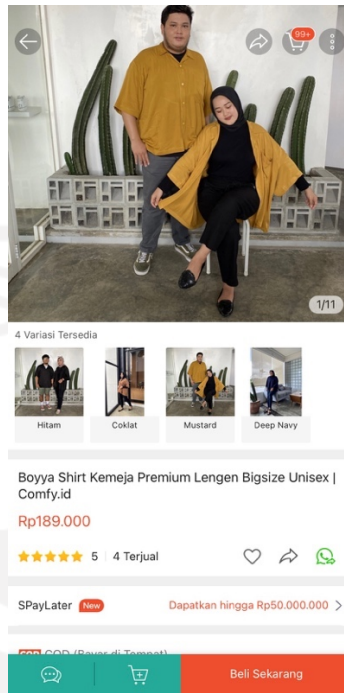 99+
1/11
4 Variasi Tersedia
Hitam
Coklat
Mustard
Deep Navy
Boyya Shirt Kemeja Premium Lengen Bigsize Unisex |
Comfy.id
Rp189.000
5 4 Terjual
SPayLater New Dapatkan hingga Rp50.000.000
COD (Bayar di Tempat)
Beli Sekarang